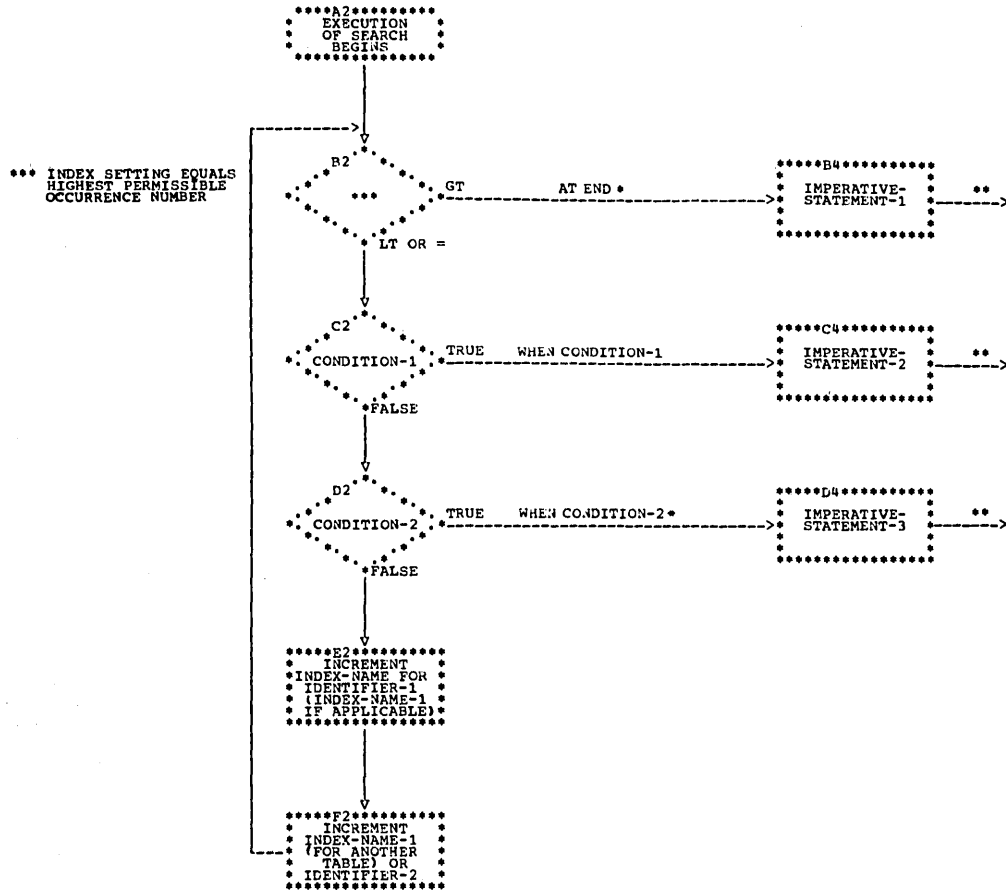 A2
EXECUTION
OF SEARCH
BEGINS
B2
*** INDEX SETTING EQUALS
HIGHEST PERMISSIBLE
OCCURRENCE NUMBER
***
GT AT END *
LT OR =
B4
IMPERATIVE-
STATEMENT-1
**
C2
CONDITION-1
TRUE WHEN CONDITION-1
FALSE
C4
IMPERATIVE-
STATEMENT-2
**
D2
CONDITION-2
TRUE WHEN CONDITION-2*
FALSE
D4
IMPERATIVE-
STATEMENT-3
**
E2
INCREMENT
INDEX-NAME FOR
IDENTIFIER-1
(INDEX-NAME-1
IF APPLICABLE)
F2
INCREMENT
INDEX-NAME-1
(FOR ANOTHER
TABLE) OR
IDENTIFIER-2